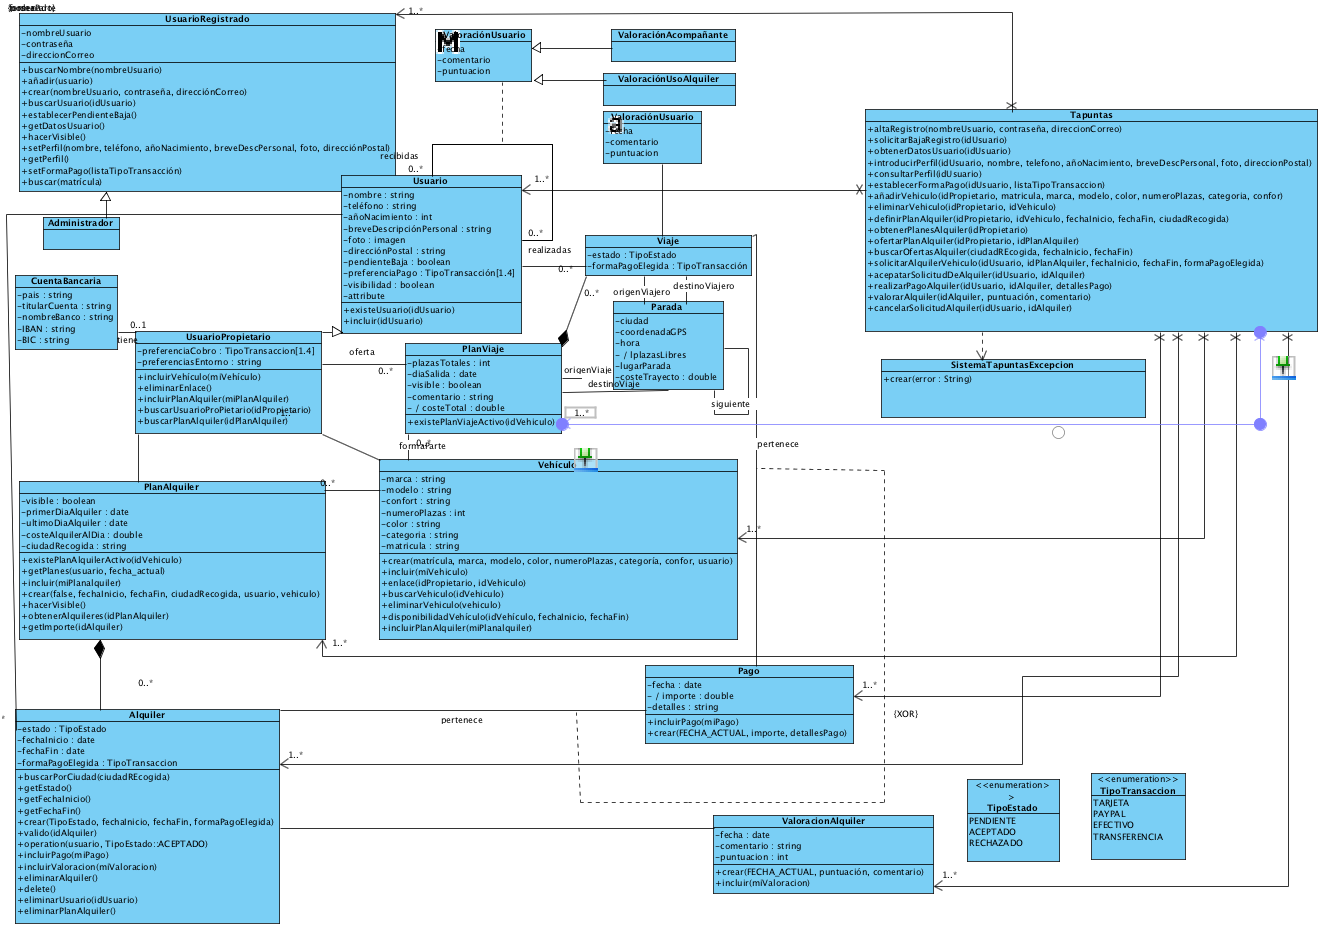 UsuarioRegistrado
-nombreUsuario
-contraseña
-direccionCorreo
+buscarNombre(nombreUsuario)
+añadir(usuario)
+crear(nombreUsuario, contraseña, direcciónCorreo)
+buscarUsuario(idUsuario)
+establecerPendienteBaja()
+getDatosUsuario()
+hacerVisible()
+setPerfil(nombre, teléfono, añoNacimiento, breveDescPersonal, foto, direcciónPostal)
+getPerfil()
+setFormaPago(listaTipoTransacción)
+buscar(matrícula)
1..*
ValoraciónUsuario
-fecha
-comentario
-puntuacion
ValoraciónAcompañante
ValoraciónUsoAlquiler
ValoraciónUsuario
-fecha
-comentario
-puntuacion
Tapuntas
+altaRegistro(nombreUsuario, contraseña, direccionCorreo)
+solicitarBajaRegistro(idUsuario)
+obtenerDatosUsuario(idUsuario)
+introducirPerfil(idUsuario, nombre, telefono, añoNacimiento, breveDescPersonal, foto, direccionPostal)
+consultarPerfil(idUsuario)
+establecerFormaPago(idUsuario, listaTipoTransaccion)
+añadirVehiculo(idPropietario, matricula, marca, modelo, color, numeroPlazas, categoria, confor)
+eliminarVehiculo(idPropietario, idVehiculo)
+definirPlanAlquiler(idPropietario, idVehiculo, fechaInicio, fechaFin, ciudadRecogida)
+obtenerPlanesAlquiler(idPropietario)
+ofertarPlanAlquiler(idPropietario, idPlanAlquiler)
+buscarOfertasAlquiler(ciudadREcogida, fechaInicio, fechaFin)
+solicitarAlquilerVehiculo(idUsuario, idPlanAlquiler, fechaInicio, fechaFin, formaPagoElegida)
+acepatarSolicitudDeAlquiler(idUsuario, idAlquiler)
+realizarPagoAlquiler(idUsuario, idAlquiler, detallesPago)
+valorarAlquiler(idAlquiler, puntuación, comentario)
+cancelarSolicitudAlquiler(idUsuario, idAlquiler)
recibidas
0..*
Usuario
-nombre : string
-teléfono : string
-añoNacimiento : int
-breveDescripciónPersonal : string
-foto : imagen
-direcciónPostal : string
-pendienteBaja : boolean
-preferenciaPago : TipoTransacción[1.4]
-visibilidad : boolean
-attribute
+existeUsuario(idUsuario)
+incluir(idUsuario)
1..*
0..*
realizadas
0..*
Administrador
Viaje
-estado : TipoEstado
-formaPagoElegida : TipoTransacción
origenViajero
destinoViajero
0..*
CuentaBancaria
-pais : string
-titularCuenta : string
-nombreBanco : string
-IBAN : string
-BIC : string
0..1
tiene
Parada
-ciudad
-coordenadaGPS
-hora
- / lplazasLibres
-lugarParada
-costeTrayecto : double
siguiente
UsuarioPropietario
-preferenciaCobro : TipoTransaccion[1.4]
-preferenciasEntorno : string
+incluirVehículo(miVehículo)
+eliminarEnlace()
+incluirPlanAlquiler(miPlanAlquiler)
+buscarUsuarioProPietario(idPropietario)
+buscarPlanAlquiler(idPlanAlquiler)
oferta
0..*
PlanViaje
-plazasTotales : int
-diaSalida : date
-visible : boolean
-comentario : string
- / costeTotal : double
+existePlanViajeActivo(idVehículo)
origenViaje
destinoViaje
1..*
SistemaTapuntasExcepcion
+crear(error : String)
0..*
formaParte
pertenece
Vehículo
-marca : string
-modelo : string
-confort : string
-numeroPlazas : int
-color : string
-categoria : string
-matricula : string
+crear(matrícula, marca, modelo, color, numeroPlazas, categoría, confor, usuario)
+incluir(miVehiculo)
+enlace(idPropietario, idVehiculo)
+buscarVehiculo(idVehiculo)
+eliminarVehiculo(vehiculo)
+disponibilidadVehículo(idVehículo, fechaInicio, fechaFin)
+incluirPlanAlquiler(miPlanalquiler)
1..*
PlanAlquiler
-visible : boolean
-primerDiaAlquiler : date
-ultimoDiaAlquiler : date
-costeAlquilerAlDia : double
-ciudadRecogida : string
+existePlanAlquilerActivo(idVehiculo)
+getPlanes(usuario, fecha_actual)
+incluir(miPlanalquiler)
+crear(false, fechaInicio, fechaFin, ciudadRecogida, usuario, vehiculo)
+hacerVisible()
+obtenerAlquileres(idPlanAlquiler)
+getImporte(idAlquiler)
0..*
1..*
0..*
Pago
-fecha : date
- / importe : double
-detalles : string
+incluirPago(miPago)
+crear(FECHA_ACTUAL, importe, detallesPago)
1..*
{XOR}
pertenece
*
Alquiler
-estado : TipoEstado
-fechaInicio : date
-fechaFin : date
-formaPagoElegida : TipoTransaccion
+buscarPorCiudad(ciudadREcogida)
+getEstado()
+getFechaInicio()
+getFechaFin()
+crear(TipoEstado, fechaInicio, fechaFin, formaPagoElegida)
+valido(idAlquiler)
+operation(usuario, TipoEstado::ACEPTADO)
+incluirPago(miPago)
+incluirValoracion(miValoracion)
+eliminarAlquiler()
+delete()
+eliminarUsuario(idUsuario)
+eliminarPlanAlquiler()
1..*
ValoracionAlquiler
-fecha : date
-comentario : string
-puntuacion : int
+crear(FECHA_ACTUAL, puntuación, comentario)
+incluir(miValoracion)
1..*
<<enumeration>
>
TipoEstado
PENDIENTE
ACEPTADO
RECHAZADO
<<enumeration>>
TipoTransaccion
TARJETA
PAYPAL
EFECTIVO
TRANSFERENCIA